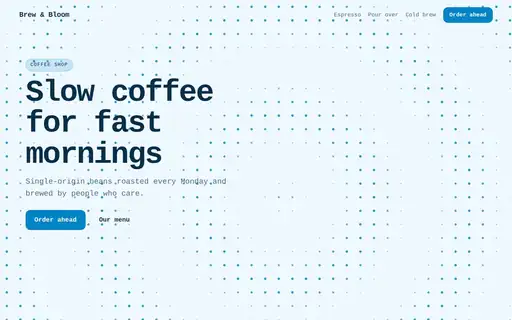 Brew & Bloom
Espresso Pour over Cold brew Order ahead
COFFEE SHOP
Slow coffee
for fast
mornings
Single-origin beans roasted every Monday and
brewed by people who care.
Order ahead Our menu